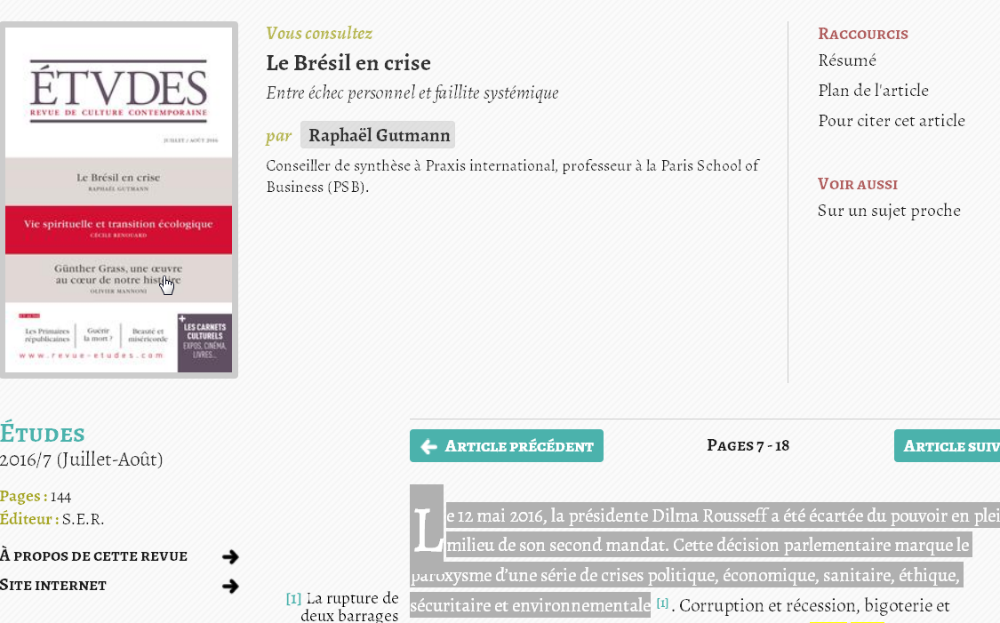 ÉTVDES
REVUE DE CULTURE CONTEMPORAINE
JUILLET / AOÛT 2016
Le Brésil en crise
RAPHAËL GUTMANN
Vie spirituelle et transition écologique
CÉCILE RENOUARD
Günther Grass, une œuvre
au cœur de notre histoire
OLIVIER MANNONI
Les Primaires
républicaines
Guérir
la mort ?
Beauté et
miséricorde
+
LES CARNETS
CULTURELS
EXPOS, CINÉMA,
LIVRES...
www.revue-etudes.com
Vous consultez
Le Brésil en crise
Entre échec personnel et faillite systémique
par Raphaël Gutmann
Conseiller de synthèse à Praxis international, professeur à la Paris School of
Business (PSB).
Raccourcis
Résumé
Plan de l'article
Pour citer cet article
Voir aussi
Sur un sujet proche
Études
2016/7 (Juillet-Août)
Pages : 144
Éditeur : S.E.R.
À propos de cette revue
Site internet
Article précédent
Pages 7 - 18
Article suiv
Le 12 mai 2016, la présidente Dilma Rousseff a été écartée du pouvoir en plei
milieu de son second mandat. Cette décision parlementaire marque le
paroxysme d'une série de crises politique, économique, sanitaire, éthique,
sécuritaire et environnementale [1]. Corruption et récession, bigoterie et
[1] La rupture de
deux barrages